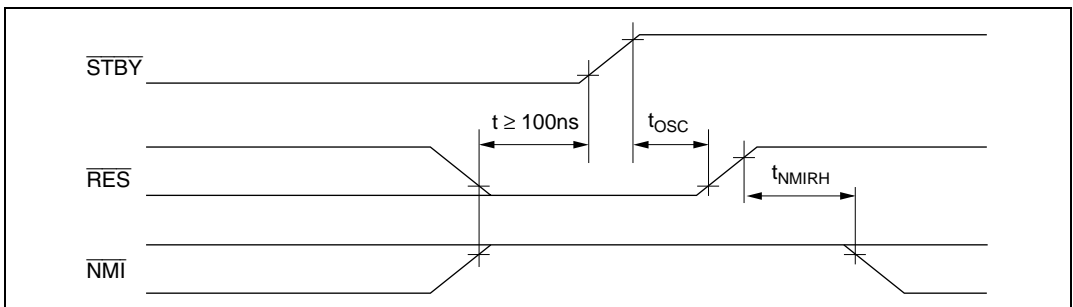 STBY
t ≥ 100ns
tOSC
RES
tNMIRH
NMI